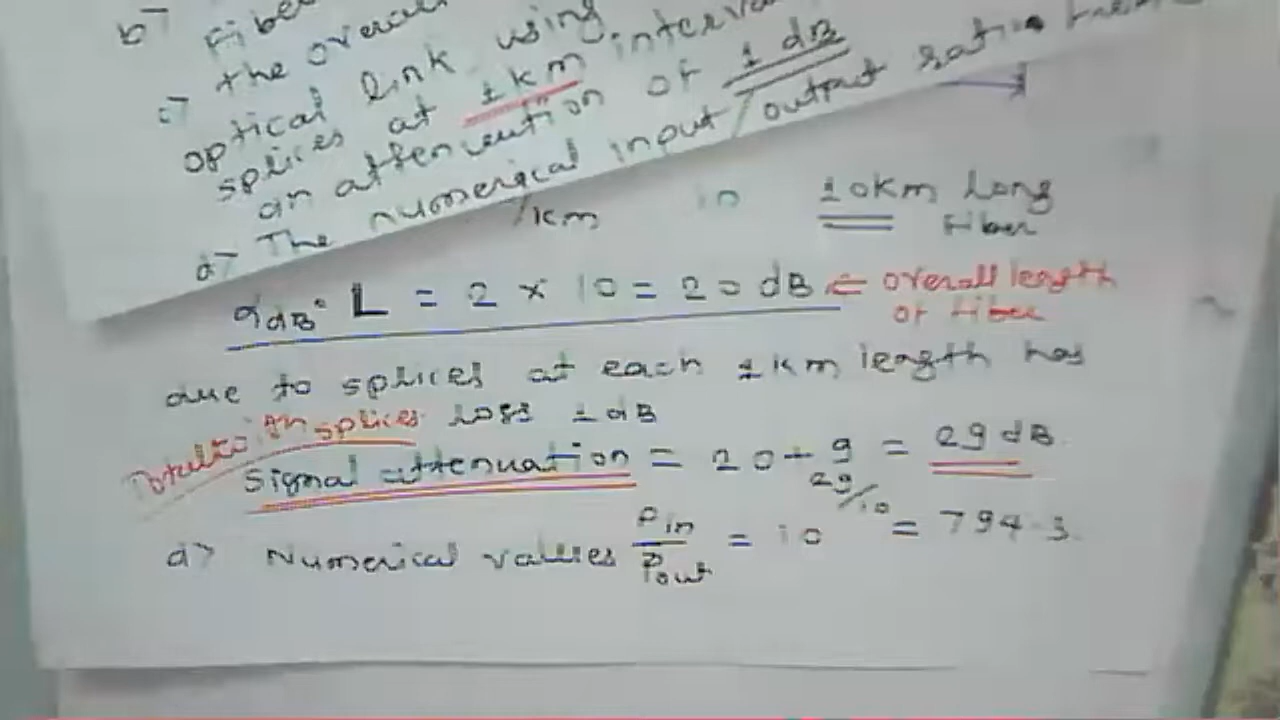 b> Fibe
the overall
c>
optical link using
splices at 1km interva
an attenuation of 1 dB
d> The numerical input/output ratio
/km in 10km long
Fiber
αdB· L = 2 × 10 = 20 dB ⇐ overall length
of fiber
due to splices at each 1km length has
loss 1dB
splices
signal attenuation = 20 + 9 = 29 dB
d> Numerical values Pin/Pout = 10^29/10 = 794.3